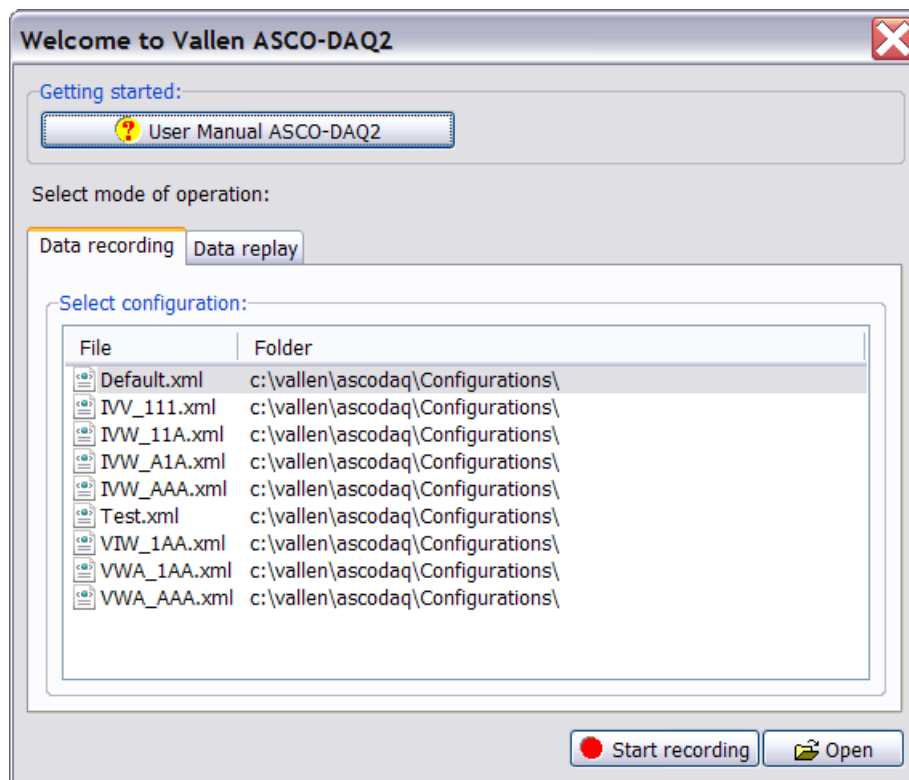 Welcome to Vallen ASCO-DAQ2
Getting started:
User Manual ASCO-DAQ2
Select mode of operation:
Data recording Data replay
Select configuration:
File Folder
Default.xml c:\vallen\ascodaq\Configurations\
IVV_111.xml c:\vallen\ascodaq\Configurations\
IVW_11A.xml c:\vallen\ascodaq\Configurations\
IVW_A1A.xml c:\vallen\ascodaq\Configurations\
IVW_AAA.xml c:\vallen\ascodaq\Configurations\
Test.xml c:\vallen\ascodaq\Configurations\
VIW_1AA.xml c:\vallen\ascodaq\Configurations\
VWA_1AA.xml c:\vallen\ascodaq\Configurations\
VWA_AAA.xml c:\vallen\ascodaq\Configurations\
Start recording Open